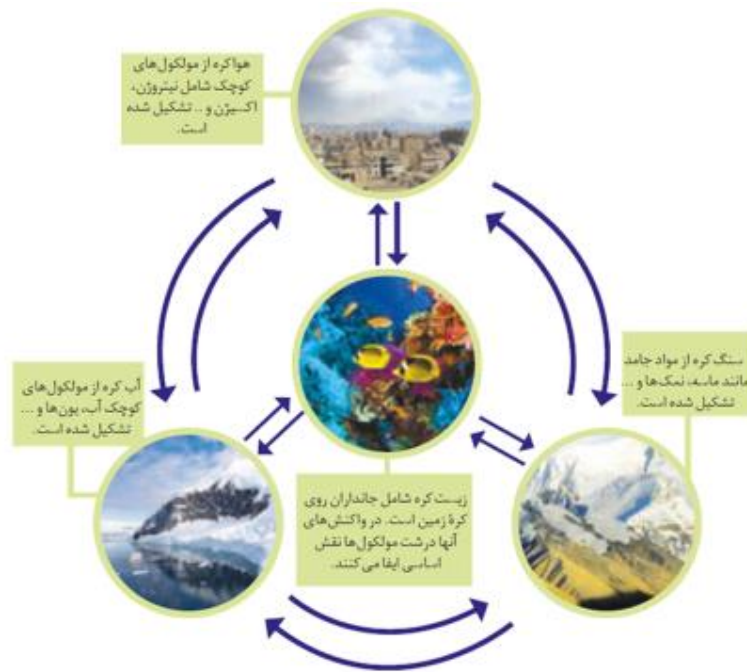 هواکره از مولکول‌های
کوچک شامل نیتروژن،
اکسیژن و .. تشکیل شده
است.
سنگ کره از مواد جامد
مانند ماسه، نمک‌ها و ...
تشکیل شده است.
آب کره از مولکول‌های
کوچک آب، یون‌ها و ...
تشکیل شده است.
زیست کره شامل جانداران روی
کرهٔ زمین است. در واکنش‌های
آنها درشت مولکول‌ها نقش
اساسی ایفا می‌کنند.